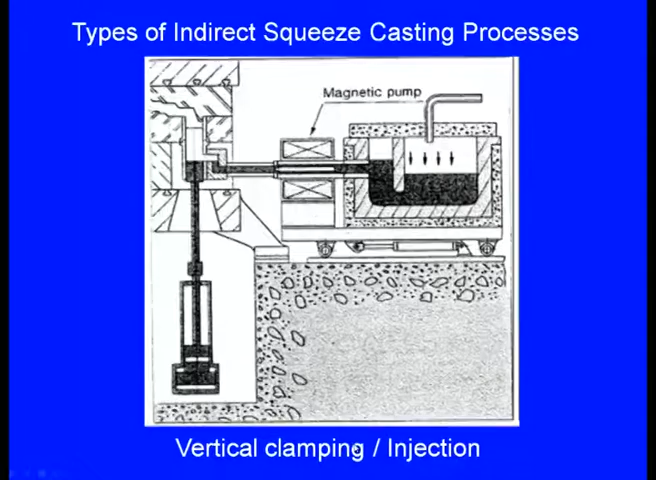 Types of Indirect Squeeze Casting Processes
Magnetic pump
Vertical clamping / Injection